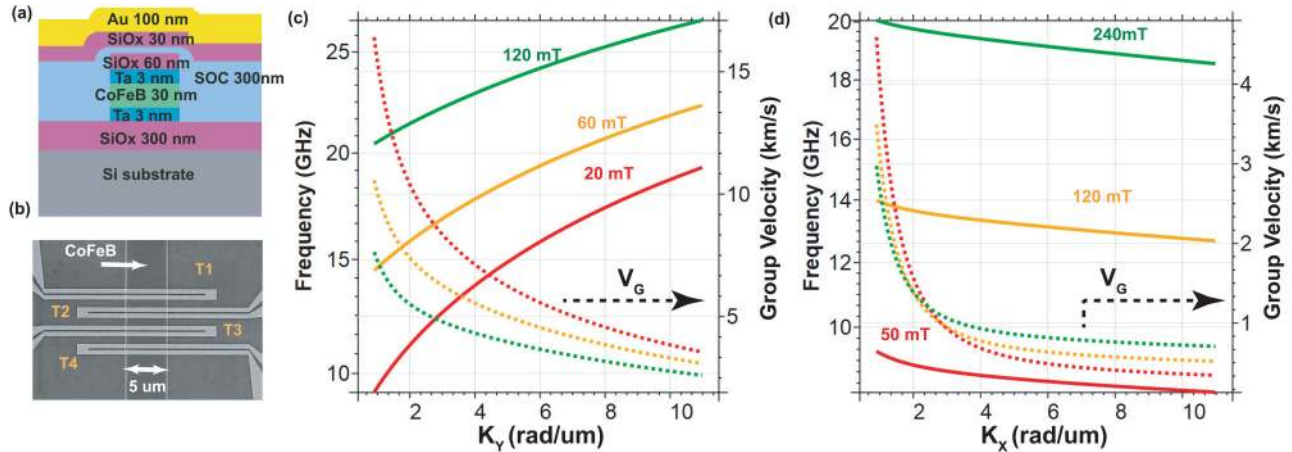 (a)
Au 100 nm
SiOx 30 nm
SiOx 60 nm
Ta 3 nm
SOC 300nm
CoFeB 30 nm
Ta 3 nm
SiOx 300 nm
Si substrate
(b)
CoFeB
T1
T2
T3
T4
5 um
(c)
120 mT
60 mT
20 mT
V_G
25
20
15
10
Frequency (GHz)
15
10
5
Group Velocity (km/s)
2 4 6 8 10
K_Y (rad/um)
(d)
240mT
120 mT
50 mT
V_G
20
18
16
14
12
10
Frequency (GHz)
4
3
2
1
Group Velocity (km/s)
2 4 6 8 10
K_X (rad/um)